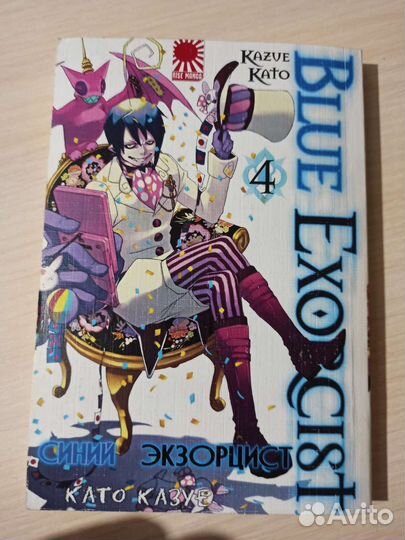 RISE MANGA
KAZUE
KATO
BLUE EXORCIST
4
СИНИЙ ЭКЗОРЦИСТ
КАТО КАЗУЕ
Avito